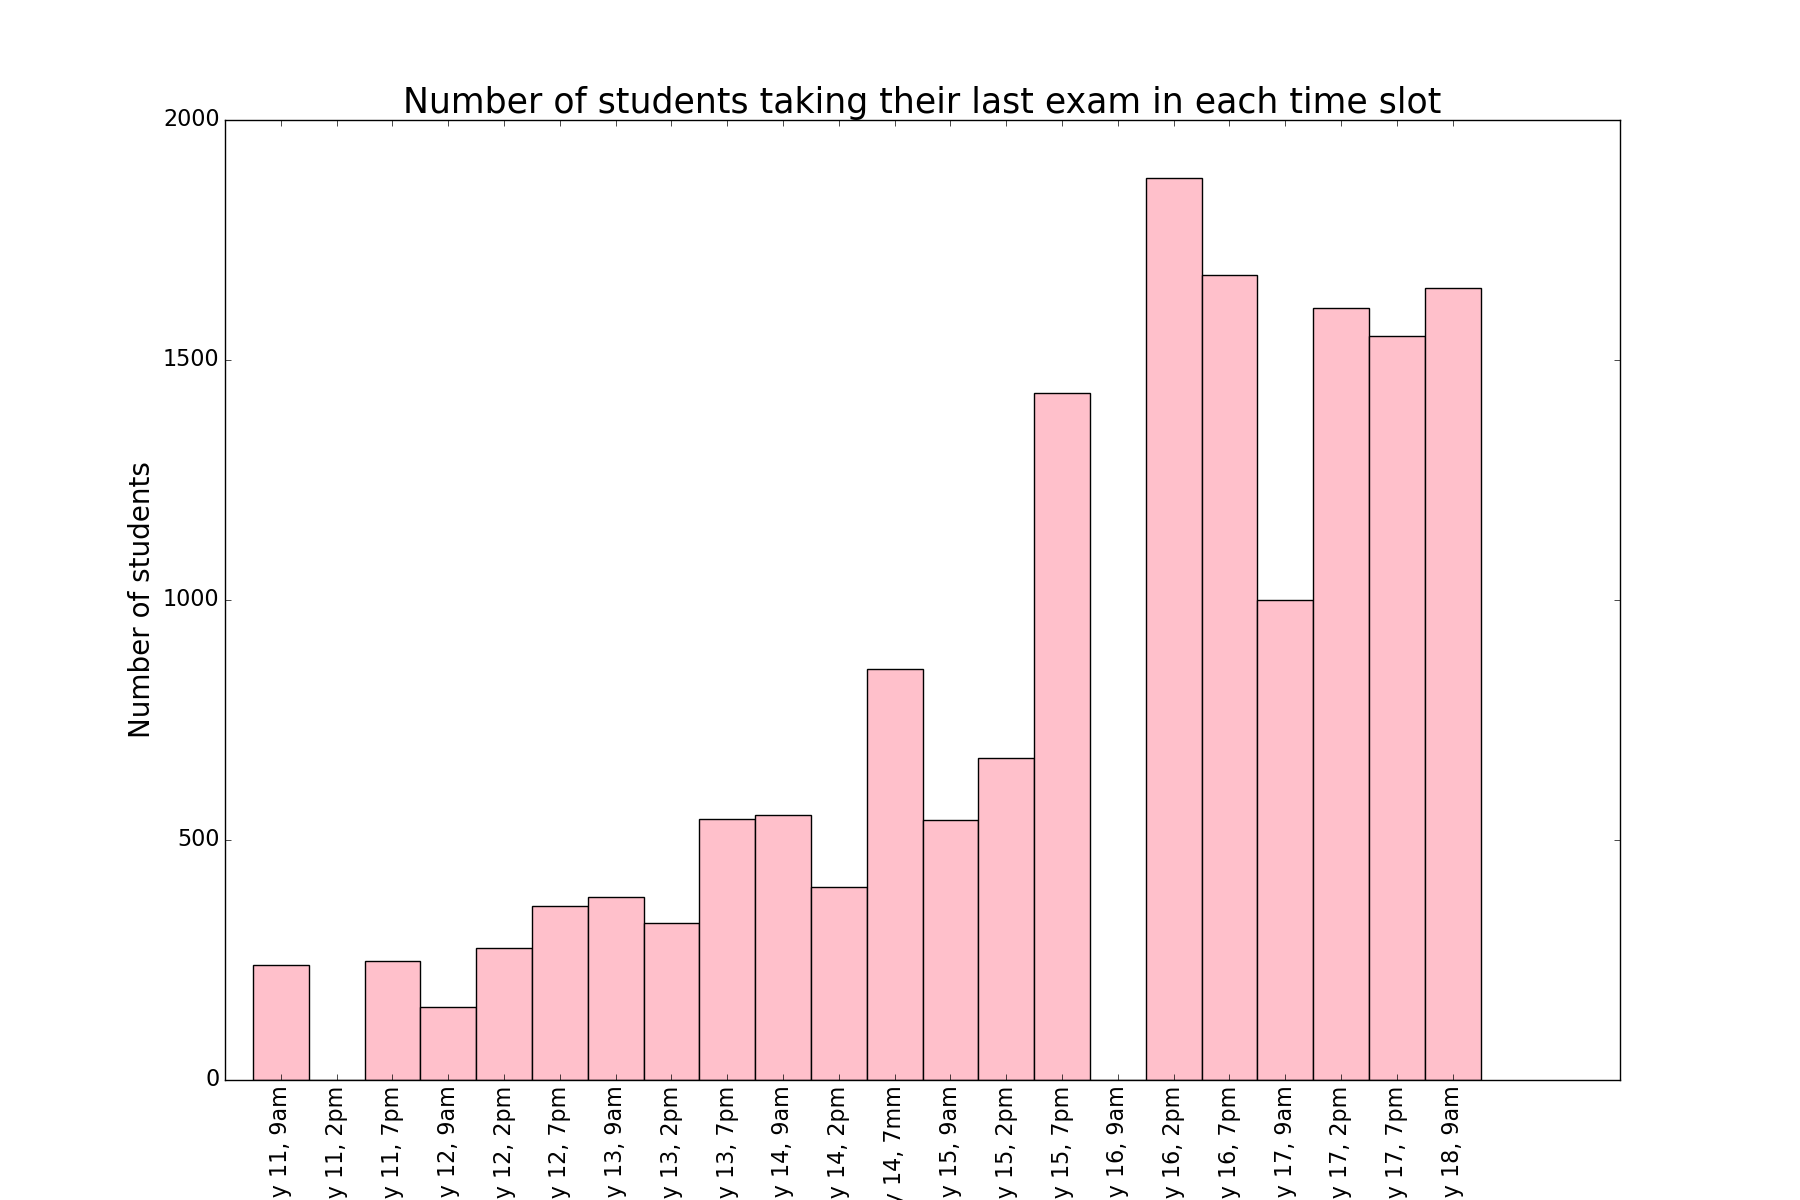 Number of students taking their last exam in each time slot
2000
1500
1000
500
0
Number of students
y 11, 9am
y 11, 2pm
y 11, 7pm
y 12, 9am
y 12, 2pm
y 12, 7pm
y 13, 9am
y 13, 2pm
y 13, 7pm
y 14, 9am
y 14, 2pm
y 14, 7mm
y 15, 9am
y 15, 2pm
y 15, 7pm
y 16, 9am
y 16, 2pm
y 16, 7pm
y 17, 9am
y 17, 2pm
y 17, 7pm
y 18, 9am